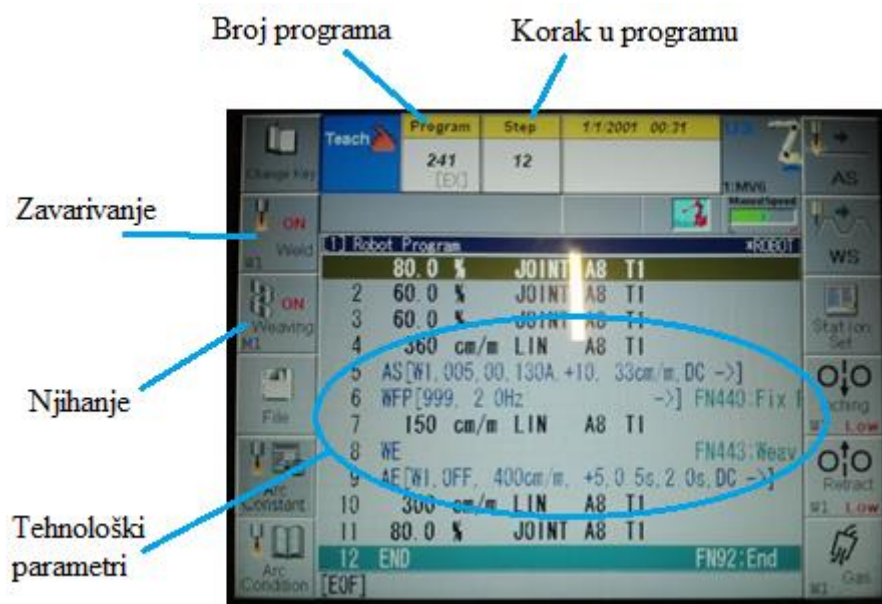 Broj programa
Korak u programu
Zavarivanje
Njihanje
Tehnološki
parametri
Change Key
Teach
Program
241
[EX]
Step
12
1/1/2001 00:31
1:MV6
Manual Speed
AS
ON
Weld
W1
[1] Robot Program
*ROBOT
WS
80.0 % JOINT A8 T1
2 60.0 % JOINT A8 T1
3 60.0 % JOINT A8 T1
4 360 cm/m LIN A8 T1
5 AS[W1,005,00,130A,+10, 33cm/m,DC ->]
6 WFP[999, 2.0Hz ->] FN440:Fix
7 150 cm/m LIN A8 T1
8 WE FN443:Weav
9 AE[W1,OFF, 400cm/m, +5,0.5s,2.0s,DC ->]
10 300 cm/m LIN A8 T1
11 80.0 % JOINT A8 T1
12 END FN92:End
[EOF]
ON
Weaving
M1
File
Arc
Constant
Arc
Condition
Station
Set
Low
Retract
W1 Low
Gas
W1